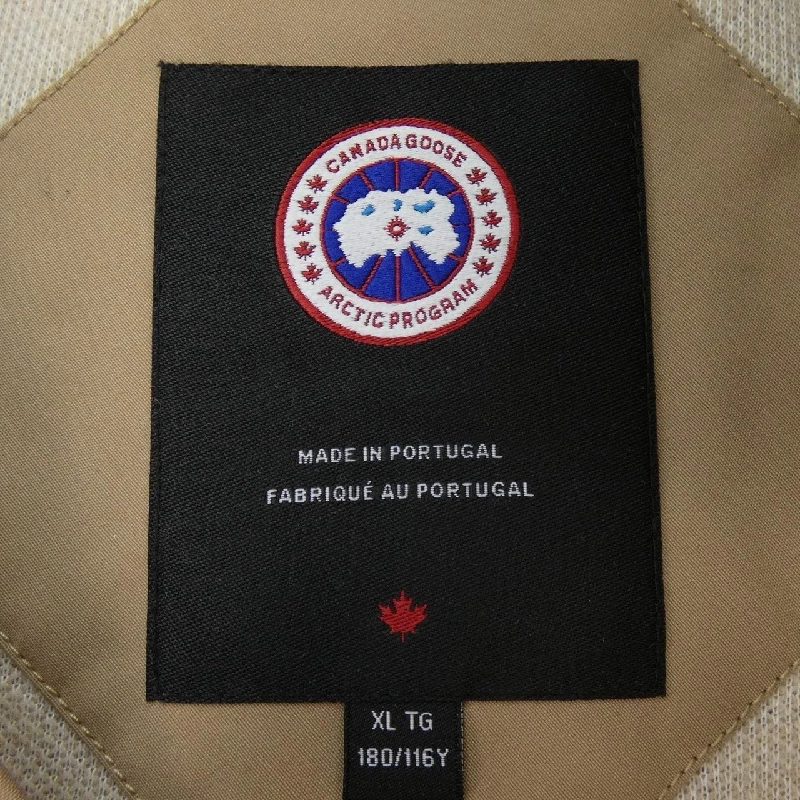 CANADA GOOSE
ARCTIC PROGRAM
MADE IN PORTUGAL
FABRIQUÉ AU PORTUGAL
XL TG
180/116Y